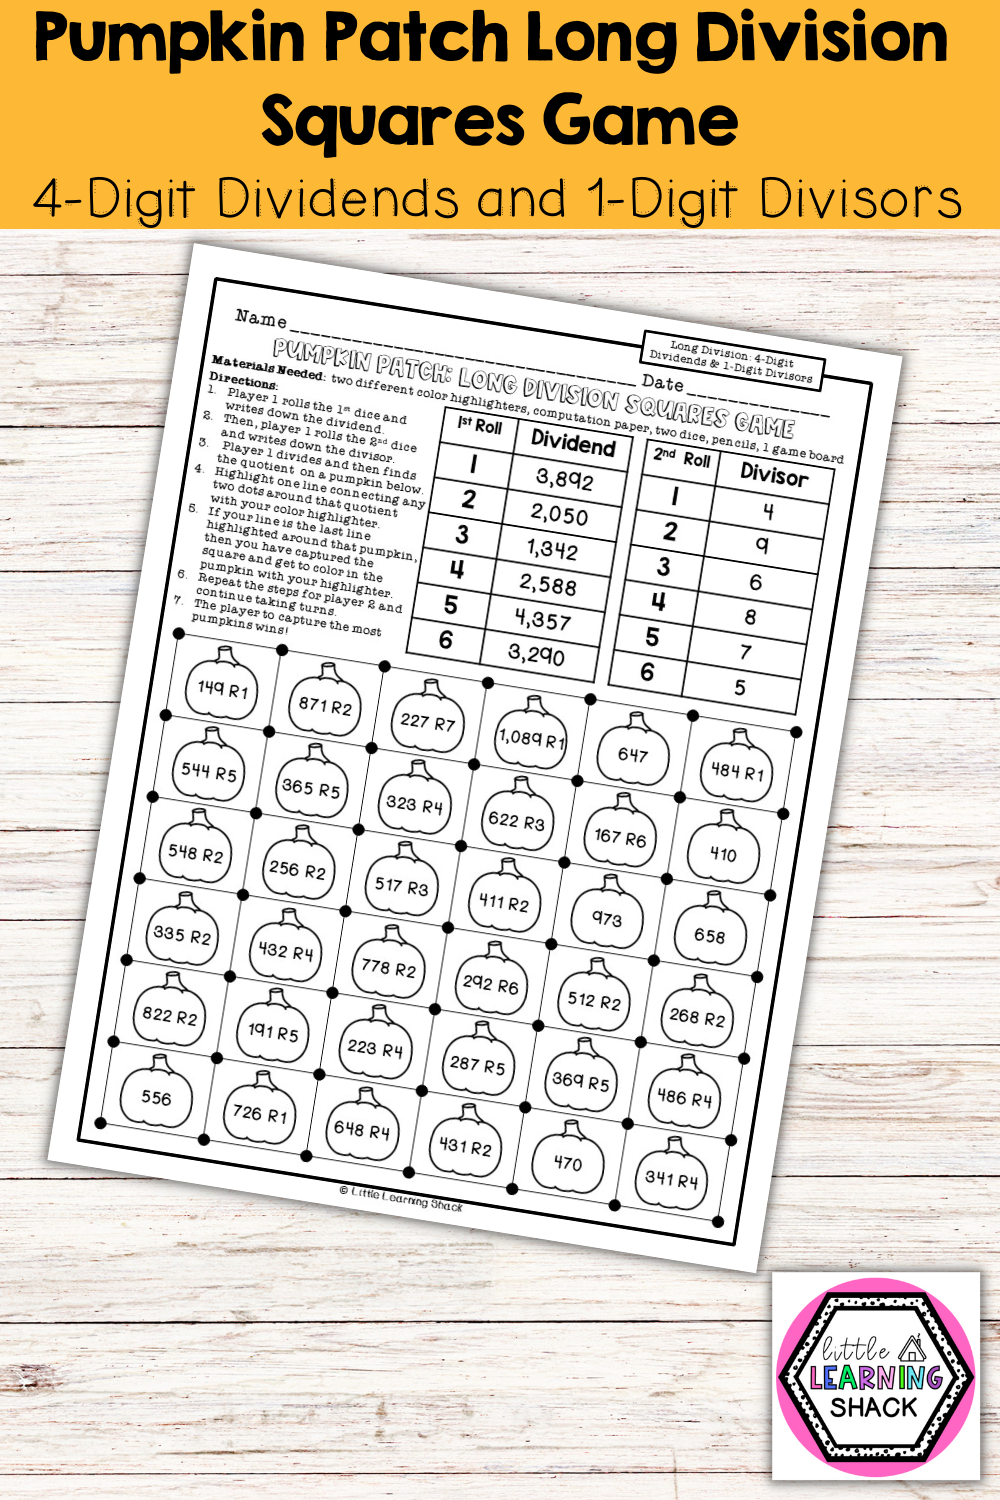 Pumpkin Patch Long Division
Squares Game
4-Digit Dividends and 1-Digit Divisors
Name
Date
Long Division: 4-Digit
Dividends & 1-Digit Divisors
PUMPKIN PATCH: LONG DIVISION SQUARES GAME
Materials Needed: two different color highlighters, computation paper, two dice, pencils, 1 game board
Directions:
1. Player 1 rolls the 1st dice and
writes down the dividend.
2. Then, player 1 rolls the 2nd dice
and writes down the divisor.
3. Player 1 divides and then finds
the quotient on a pumpkin below.
4. Highlight one line connecting any
two dots around that quotient
with your color highlighter.
5. If your line is the last line
highlighted around that pumpkin,
then you have captured the
square and get to color in the
pumpkin with your highlighter.
6. Repeat the steps for player 2 and
continue taking turns.
7. The player to capture the most
pumpkins wins!
1st Roll Dividend
1 3,892
2 2,050
3 1,342
4 2,588
5 4,357
6 3,290
2nd Roll Divisor
1 4
2 9
3 6
4 8
5 7
6 5
149 R1 871 R2 227 R7 1,089 R1 647 484 R1
544 R5 365 R5 323 R4 622 R3 167 R6 410
548 R2 256 R2 517 R3 411 R2 973 658
335 R2 432 R4 778 R2 292 R6 512 R2 268 R2
822 R2 191 R5 223 R4 287 R5 369 R5 486 R4
556 726 R1 648 R4 431 R2 470 341 R4
© Little Learning Shack
little
LEARNING
SHACK